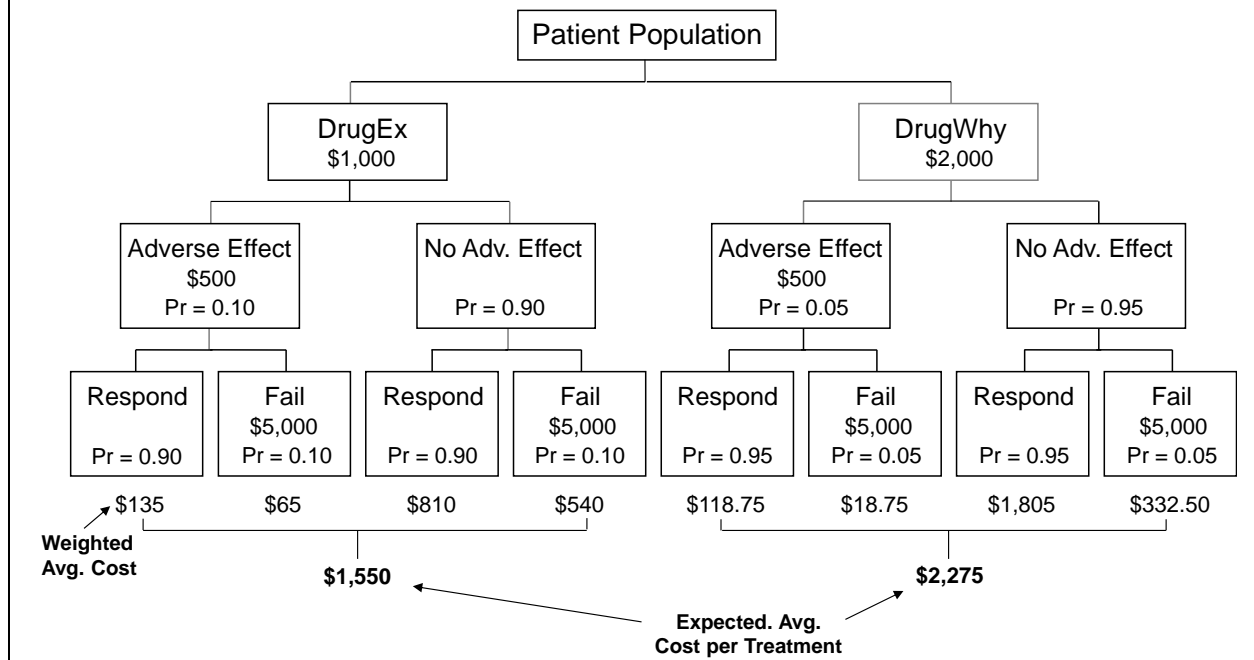 Patient Population
DrugEx
$1,000
DrugWhy
$2,000
Adverse Effect
$500
Pr = 0.10
No Adv. Effect
Pr = 0.90
Adverse Effect
$500
Pr = 0.05
No Adv. Effect
Pr = 0.95
Respond
Pr = 0.90
Fail
$5,000
Pr = 0.10
Respond
Pr = 0.90
Fail
$5,000
Pr = 0.10
Respond
Pr = 0.95
Fail
$5,000
Pr = 0.05
Respond
Pr = 0.95
Fail
$5,000
Pr = 0.05
$135 $65 $810 $540 $118.75 $18.75 $1,805 $332.50
Weighted
Avg. Cost
$1,550 $2,275
Expected. Avg.
Cost per Treatment